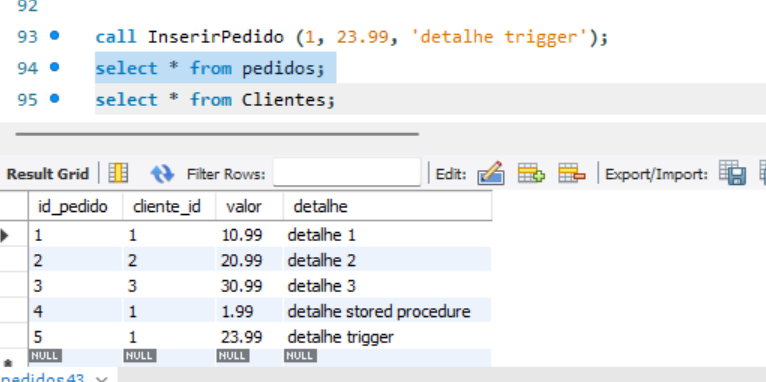 92
93 call InserirPedido (1, 23.99, 'detalhe trigger');
94 select * from pedidos;
95 select * from Clientes;
Result Grid Filter Rows: Edit: Export/Import:
id_pedido cliente_id valor detalhe
1 1 10.99 detalhe 1
2 2 20.99 detalhe 2
3 3 30.99 detalhe 3
4 1 1.99 detalhe stored procedure
5 1 23.99 detalhe trigger
NULL NULL NULL NULL
pedidos43